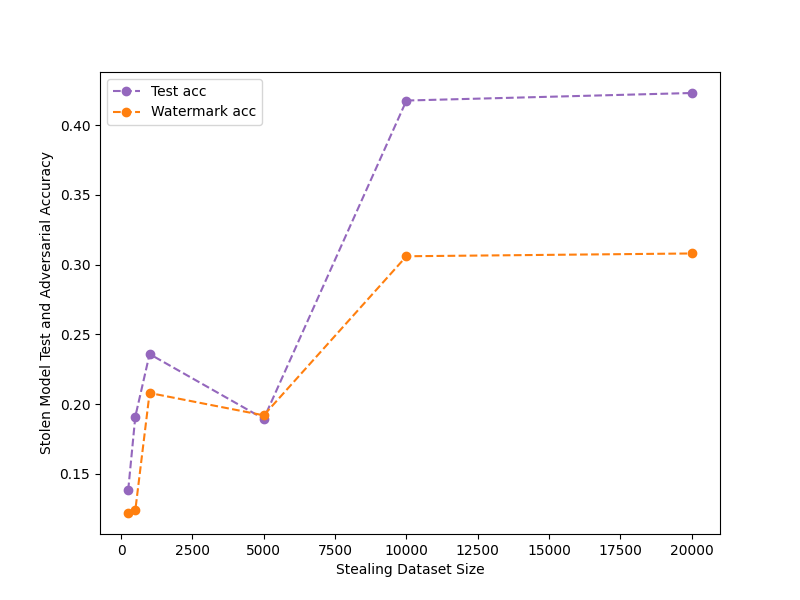 Test acc
Watermark acc
0.40
0.35
0.30
0.25
0.20
0.15
Stolen Model Test and Adversarial Accuracy
0 2500 5000 7500 10000 12500 15000 17500 20000
Stealing Dataset Size